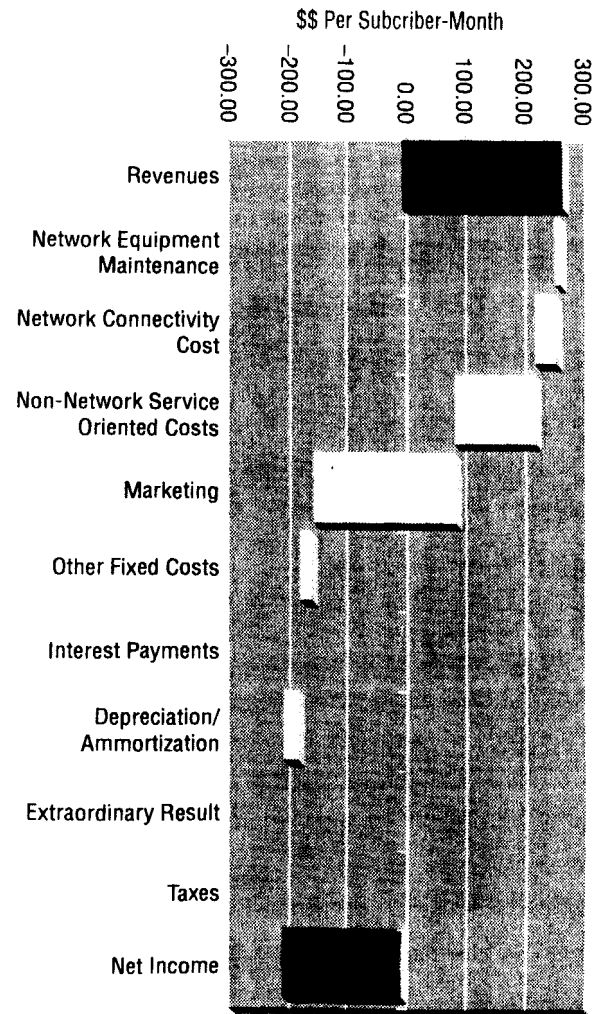 $$ Per Subcriber-Month
-300.00
-200.00
-100.00
0.00
100.00
200.00
300.00
Revenues
Network Equipment
Maintenance
Network Connectivity
Cost
Non-Network Service
Oriented Costs
Marketing
Other Fixed Costs
Interest Payments
Depreciation/
Ammortization
Extraordinary Result
Taxes
Net Income